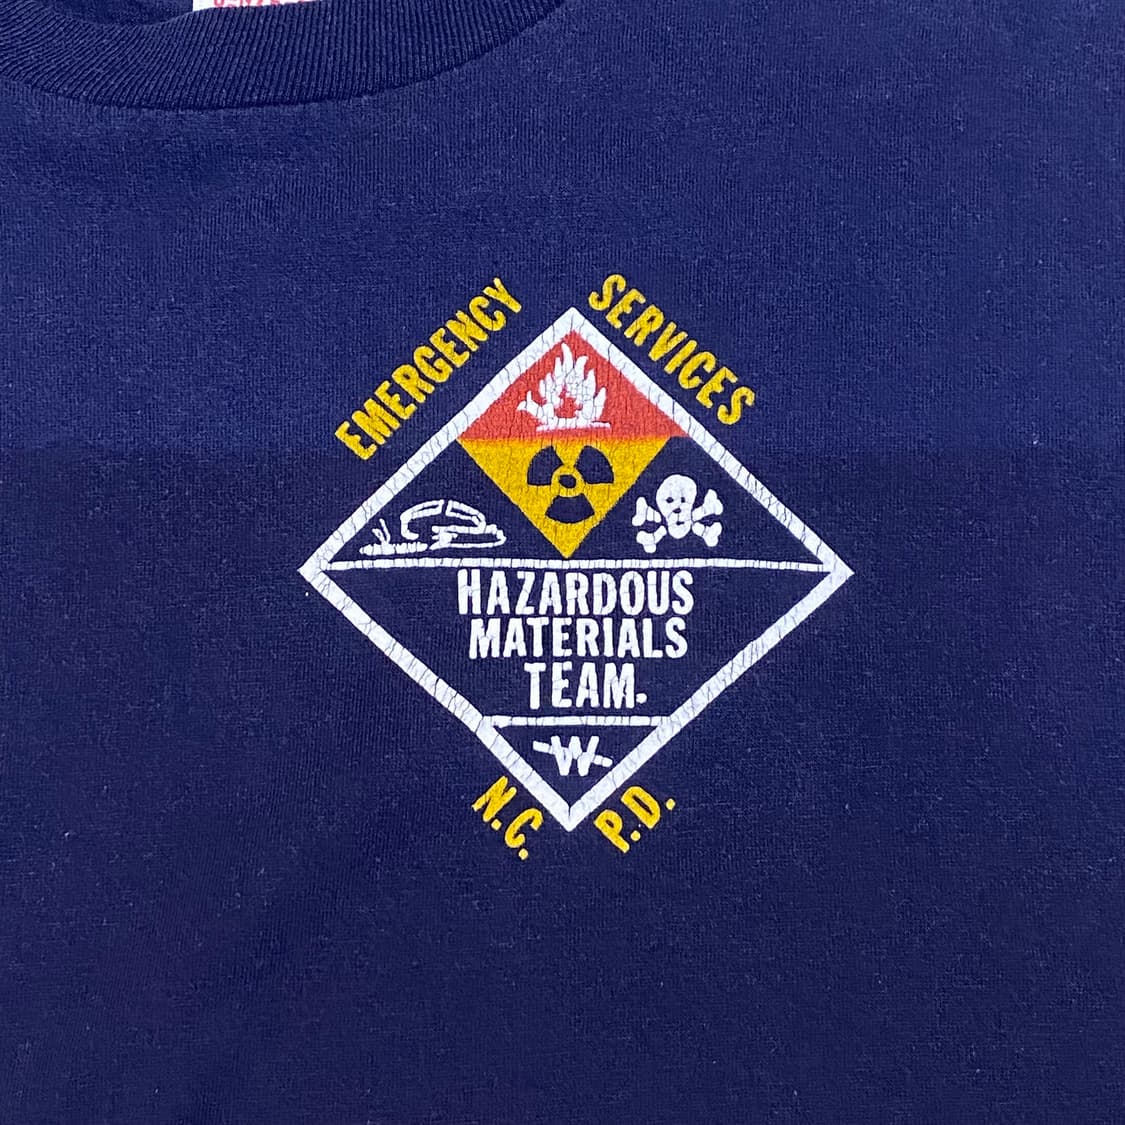 EMERGENCY SERVICES
HAZARDOUS
MATERIALS
TEAM.
W
N.C. P.D.